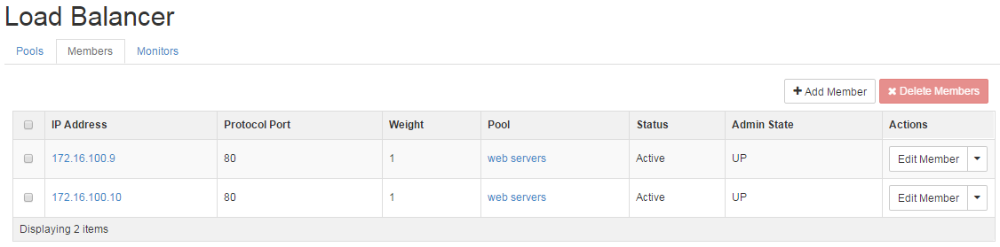 Load Balancer
Pools Members Monitors
+ Add Member ✖ Delete Members
IP Address Protocol Port Weight Pool Status Admin State Actions
172.16.100.9 80 1 web servers Active UP Edit Member
172.16.100.10 80 1 web servers Active UP Edit Member
Displaying 2 items